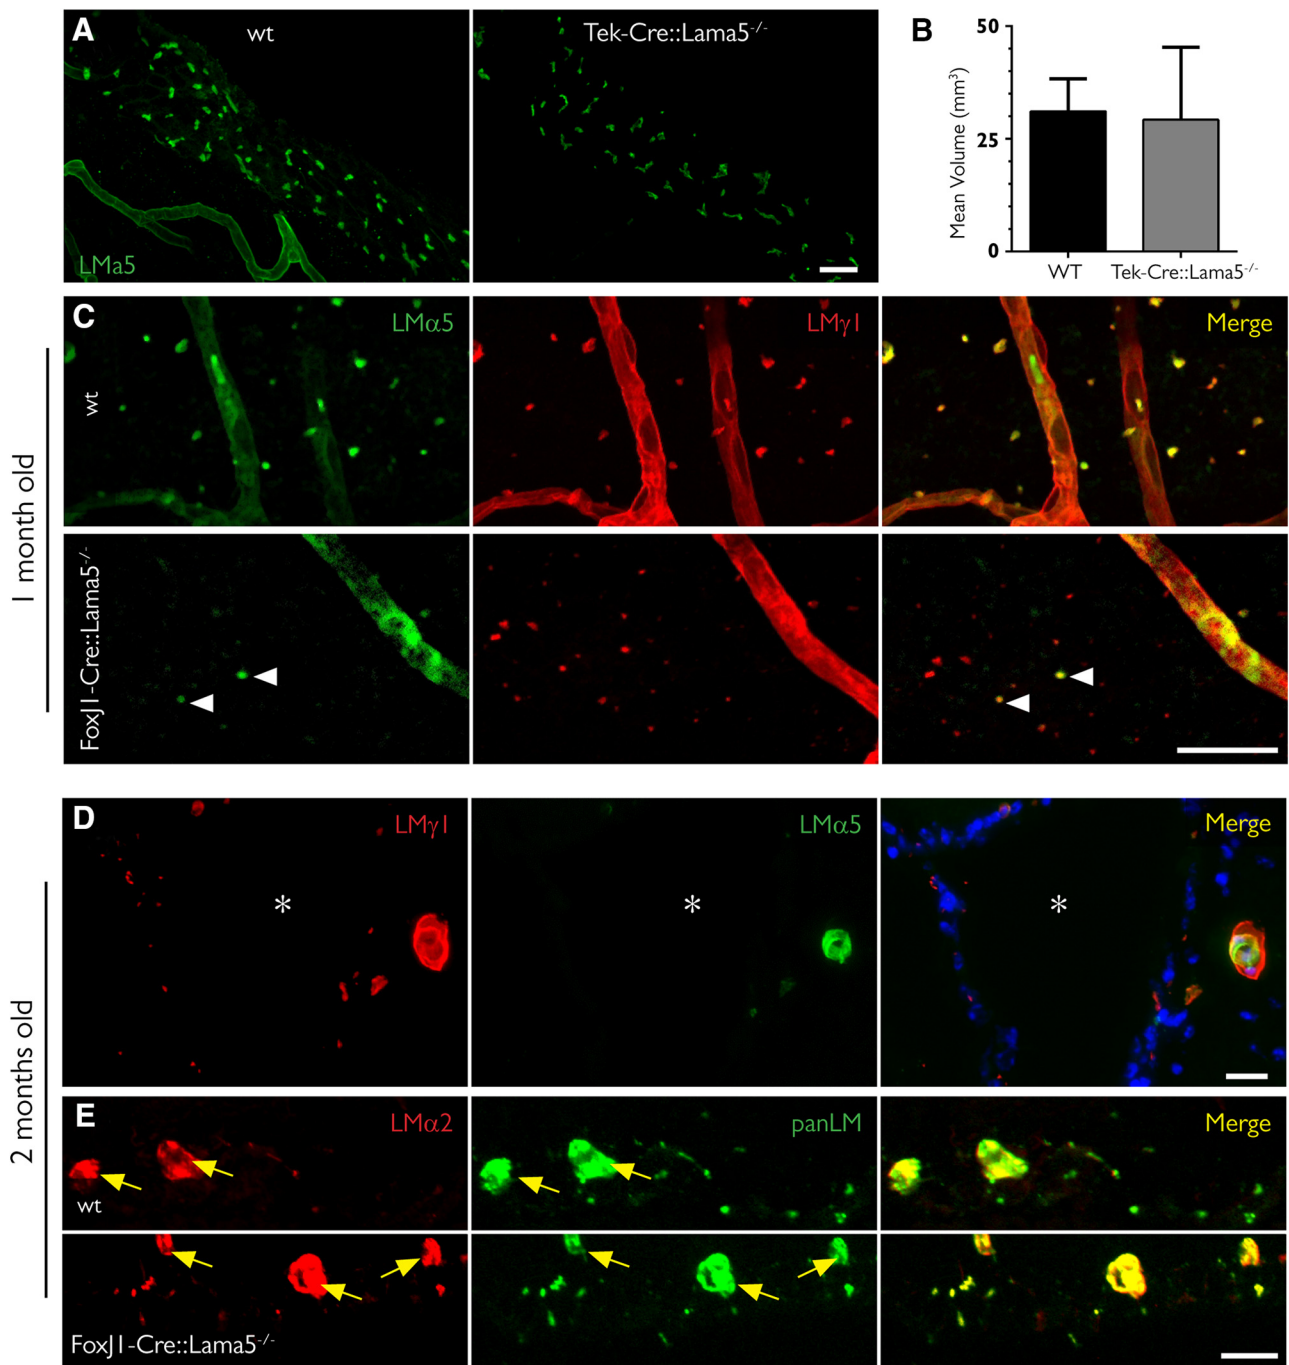 A
wt
Tek-Cre::Lama5-/-
LMa5
B
50
25
0
Mean Volume (mm3)
WT
Tek-Cre::Lama5-/-
1 month old
C
LMα5
LMγ1
Merge
wt
FoxJ1-Cre::Lama5-/-
2 months old
D
LMγ1
LMα5
Merge
*
*
*
E
LMα2
panLM
Merge
wt
FoxJ1-Cre::Lama5-/-